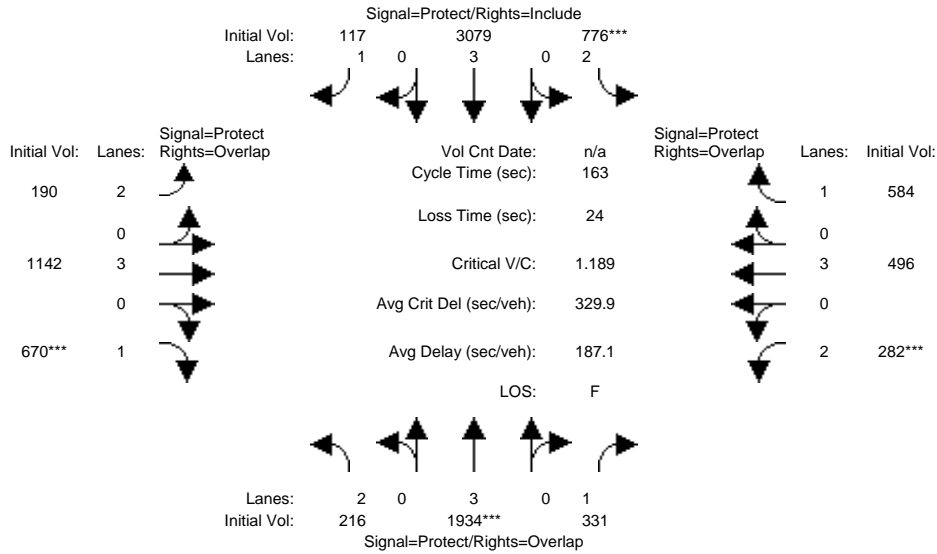 Signal=Protect/Rights=Include
Initial Vol: 117 3079 776***
Lanes: 1 0 3 0 2
Signal=Protect Signal=Protect
Initial Vol: Lanes: Rights=Overlap Vol Cnt Date: n/a Rights=Overlap Lanes: Initial Vol:
Cycle Time (sec): 163
190 2 1 584
Loss Time (sec): 24
0 0
1142 3 Critical V/C: 1.189 3 496
0 Avg Crit Del (sec/veh): 329.9 0
670*** 1 Avg Delay (sec/veh): 187.1 2 282***
LOS: F
Lanes: 2 0 3 0 1
Initial Vol: 216 1934*** 331
Signal=Protect/Rights=Overlap